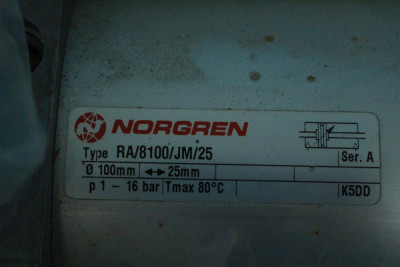 NORGREN
Type RA/8100/JM/25 Ser. A
Ø 100mm ↔ 25mm
p 1 - 16 bar Tmax 80°C K5DD